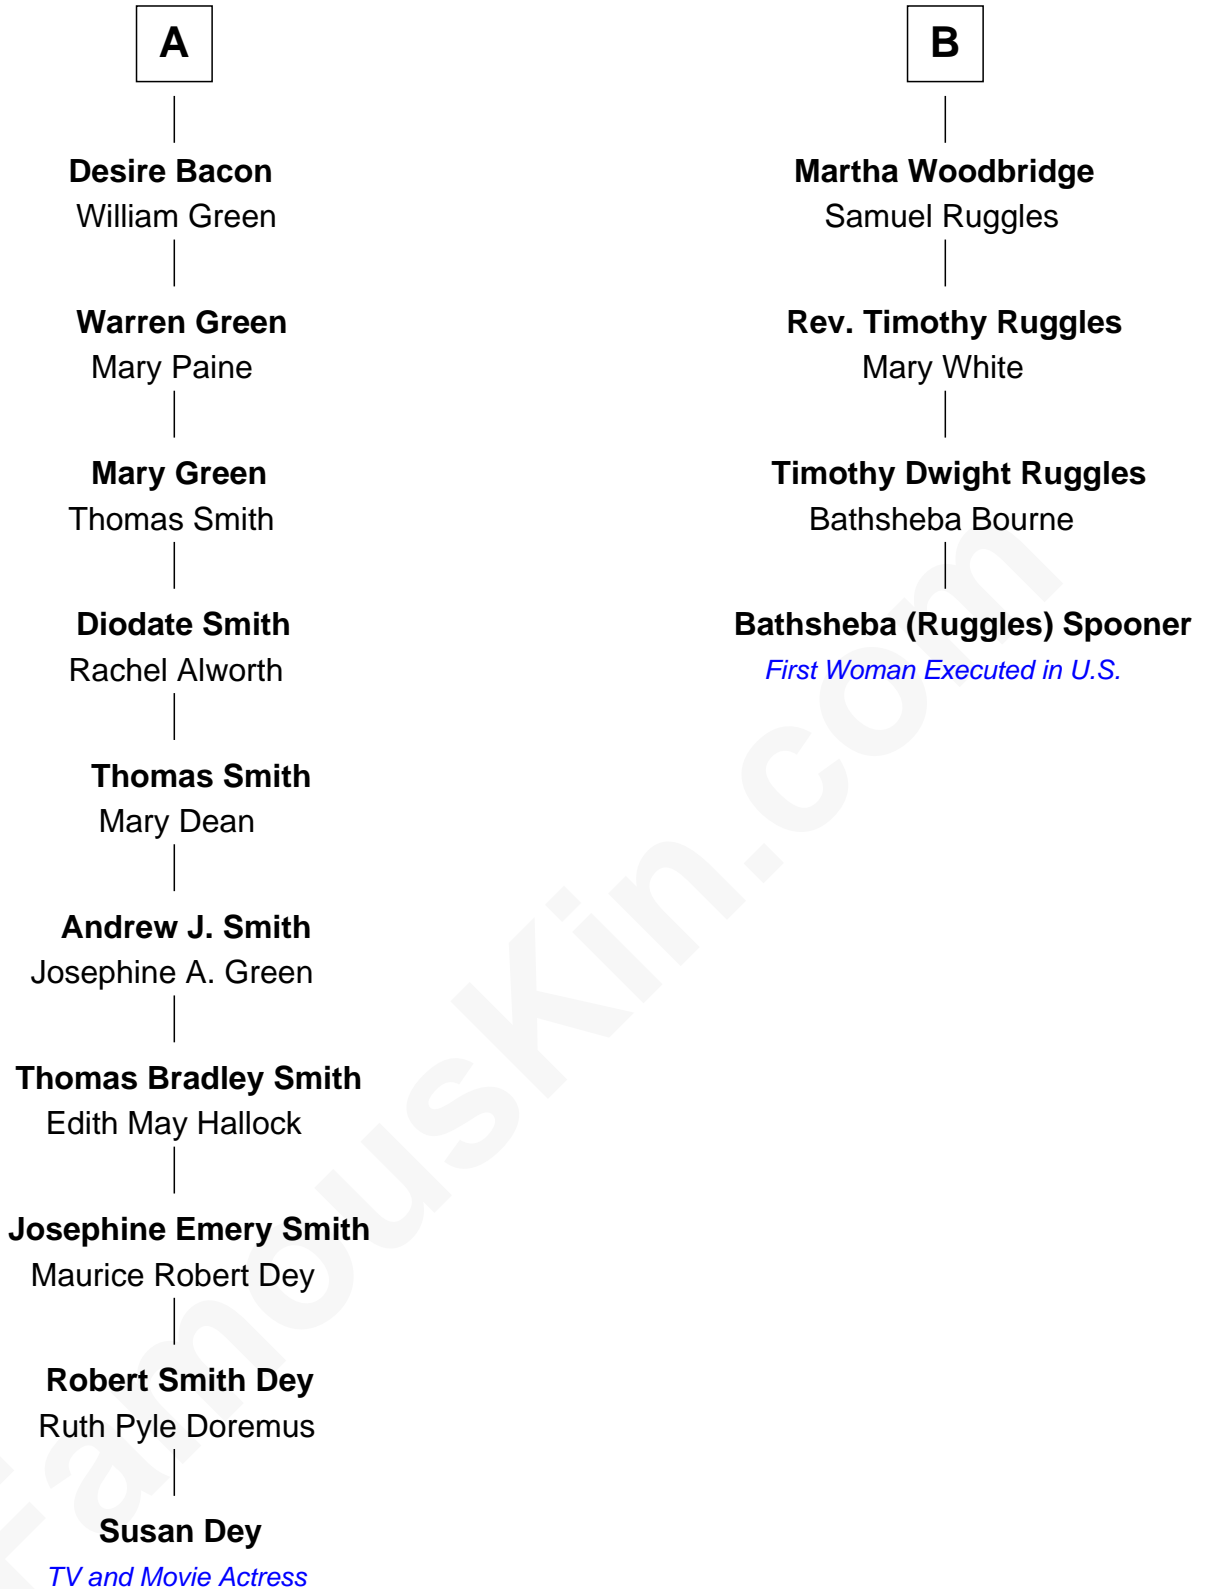 A
Desire Bacon
William Green
Warren Green
Mary Paine
Mary Green
Thomas Smith
Diodate Smith
Rachel Alworth
Thomas Smith
Mary Dean
Andrew J. Smith
Josephine A. Green
Thomas Bradley Smith
Edith May Hallock
Josephine Emery Smith
Maurice Robert Dey
Robert Smith Dey
Ruth Pyle Doremus
Susan Dey
TV and Movie Actress
B
Martha Woodbridge
Samuel Ruggles
Rev. Timothy Ruggles
Mary White
Timothy Dwight Ruggles
Bathsheba Bourne
Bathsheba (Ruggles) Spooner
First Woman Executed in U.S.
FamousKin.com